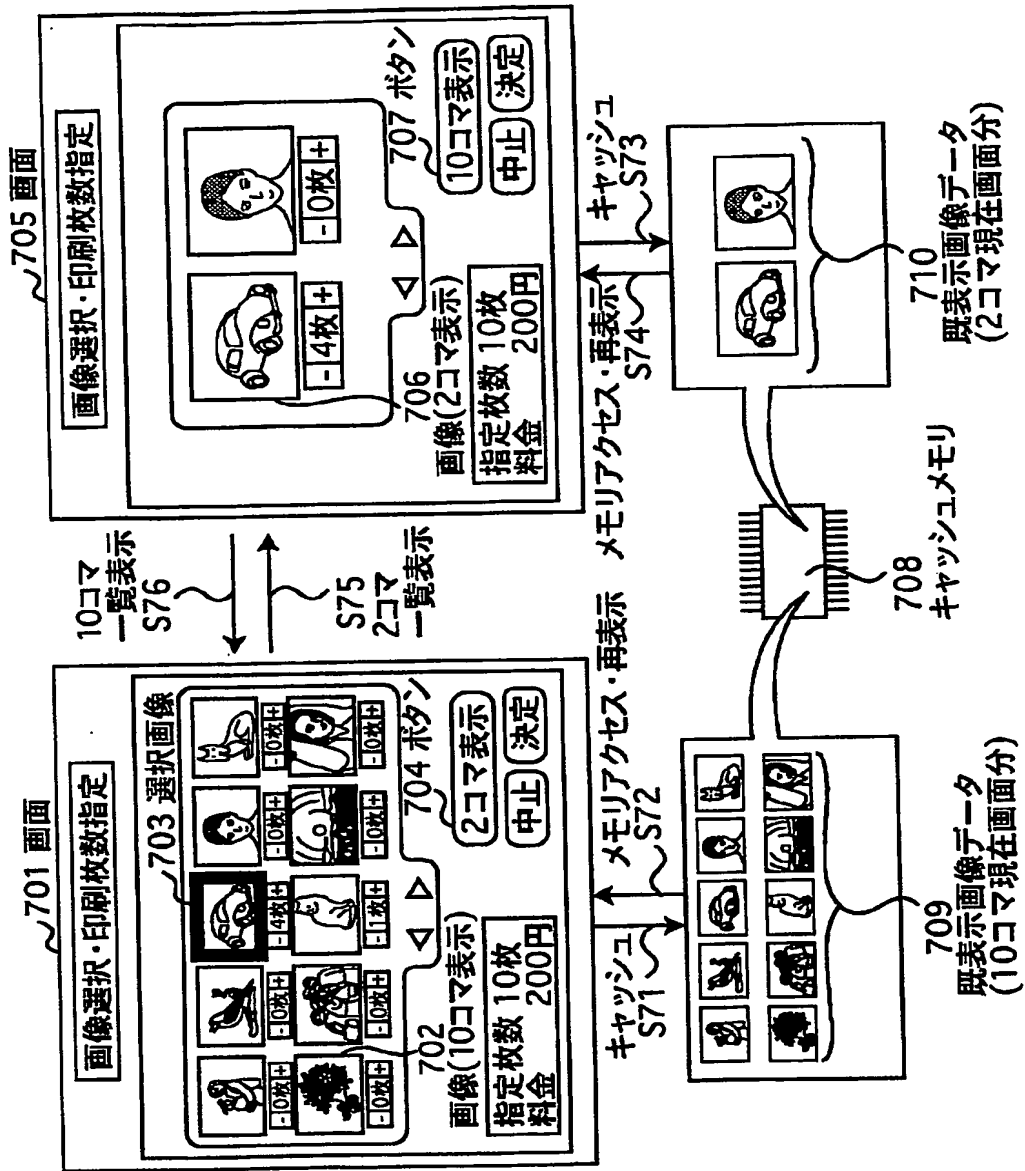 701 画面
画像選択・印刷枚数指定
703 選択画像
-0枚+
-0枚+
-4枚+
-0枚+
-0枚+
-0枚+
-0枚+
-1枚+
-0枚+
-0枚+
702
画像(10コマ表示)
◁ ▷
704 ボタン
2コマ表示
指定枚数 10枚
料金 200円
中止
決定
10コマ
一覧表示
S76
S75
2コマ
一覧表示
705 画面
画像選択・印刷枚数指定
-4枚+
-0枚+
◁ ▷
706
画像(2コマ表示)
707 ボタン
10コマ表示
指定枚数 10枚
料金 200円
中止
決定
キャッシュ
S71
メモリアクセス・再表示
S72
メモリアクセス・再表示
S74
キャッシュ
S73
709
既表示画像データ
(10コマ現在画面分)
708
キャッシュメモリ
710
既表示画像データ
(2コマ現在画面分)